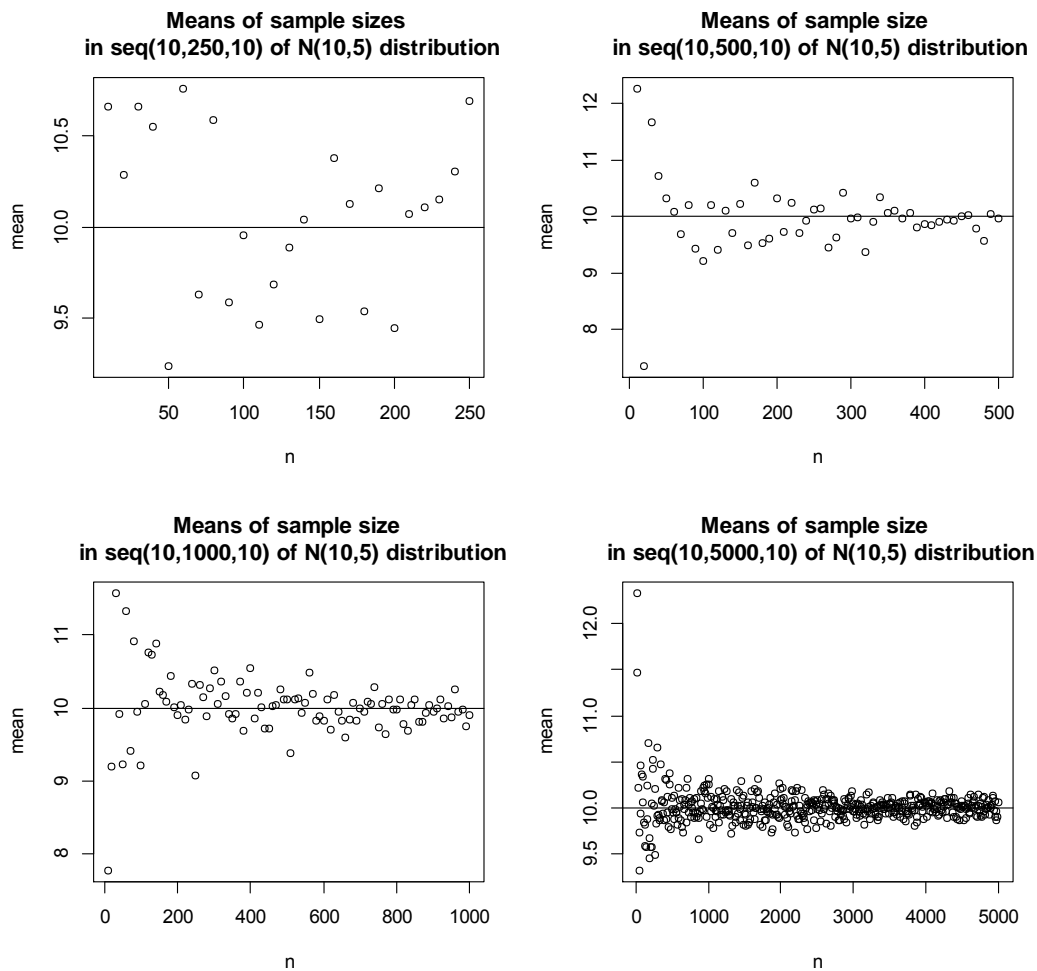 Means of sample sizes
in seq(10,250,10) of N(10,5) distribution
mean
10.5
10.0
9.5
50
100
150
200
250
n
Means of sample size
in seq(10,500,10) of N(10,5) distribution
mean
12
11
10
9
8
0
100
200
300
400
500
n
Means of sample size
in seq(10,1000,10) of N(10,5) distribution
mean
11
10
9
8
0
200
400
600
800
1000
n
Means of sample size
in seq(10,5000,10) of N(10,5) distribution
mean
12.0
11.0
10.0
9.5
0
1000
2000
3000
4000
5000
n